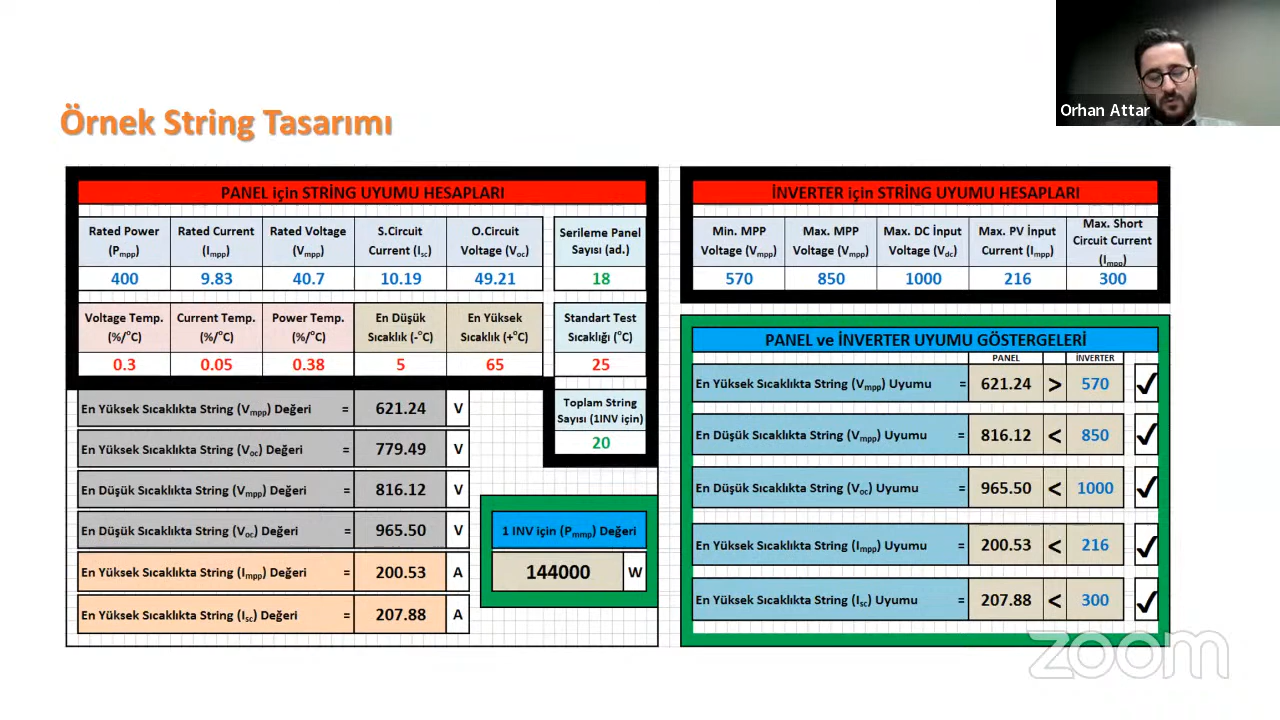 Orhan Attar
Örnek String Tasarımı
PANEL için STRİNG UYUMU HESAPLARI
Rated Power (Pmpp)
Rated Current (Impp)
Rated Voltage (Vmpp)
S.Circuit Current (Isc)
O.Circuit Voltage (Voc)
Serileme Panel Sayısı (ad.)
400 9.83 40.7 10.19 49.21 18
Voltage Temp. (%/°C)
Current Temp. (%/°C)
Power Temp. (%/°C)
En Düşük Sıcaklık (-°C)
En Yüksek Sıcaklık (+°C)
Standart Test Sıcaklığı (°C)
0.3 0.05 0.38 5 65 25
Toplam String Sayısı (1INV için)
20
En Yüksek Sıcaklıkta String (Vmpp) Değeri = 621.24 V
En Yüksek Sıcaklıkta String (Voc) Değeri = 779.49 V
En Düşük Sıcaklıkta String (Vmpp) Değeri = 816.12 V
En Düşük Sıcaklıkta String (Voc) Değeri = 965.50 V
En Yüksek Sıcaklıkta String (Impp) Değeri = 200.53 A
En Yüksek Sıcaklıkta String (Isc) Değeri = 207.88 A
1 INV için (Pmmp) Değeri
144000 W
İNVERTER için STRİNG UYUMU HESAPLARI
Min. MPP Voltage (Vmpp)
Max. MPP Voltage (Vmpp)
Max. DC İnput Voltage (Vdc)
Max. PV İnput Current (Impp)
Max. Short Circuit Current (Impp)
570 850 1000 216 300
PANEL ve İNVERTER UYUMU GÖSTERGELERİ
PANEL İNVERTER
En Yüksek Sıcaklıkta String (Vmpp) Uyumu = 621.24 > 570 ✓
En Düşük Sıcaklıkta String (Vmpp) Uyumu = 816.12 < 850 ✓
En Düşük Sıcaklıkta String (Voc) Uyumu = 965.50 < 1000 ✓
En Yüksek Sıcaklıkta String (Impp) Uyumu = 200.53 < 216 ✓
En Yüksek Sıcaklıkta String (Isc) Uyumu = 207.88 < 300 ✓
zoom